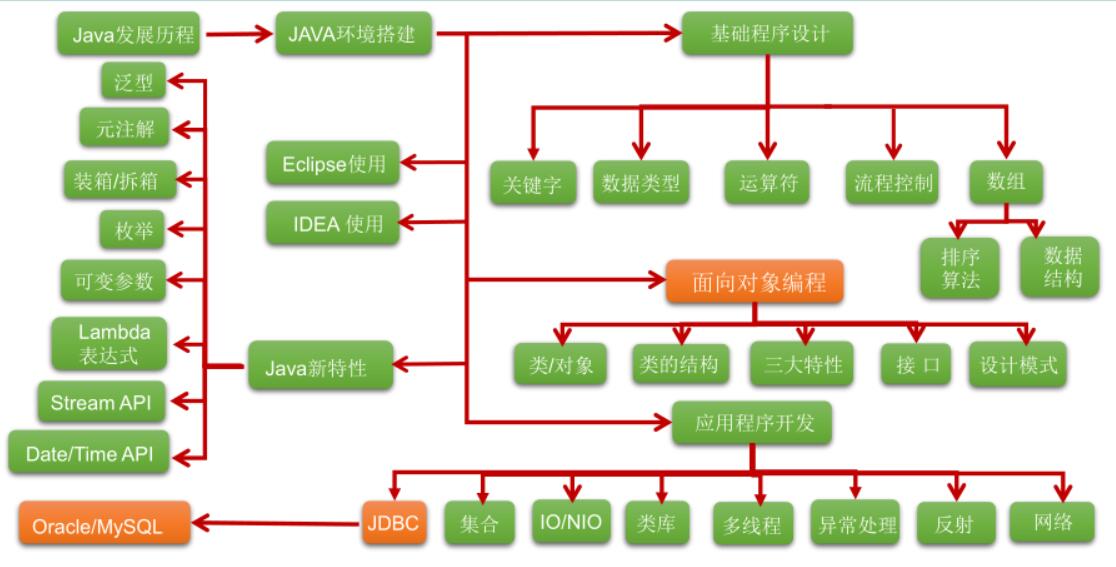 Java发展历程
JAVA环境搭建
基础程序设计
泛型
元注解
装箱/拆箱
枚举
可变参数
Lambda
表达式
Stream API
Date/Time API
Eclipse使用
IDEA 使用
Java新特性
关键字
数据类型
运算符
流程控制
数组
排序
算法
数据
结构
面向对象编程
类/对象
类的结构
三大特性
接 口
设计模式
应用程序开发
Oracle/MySQL
JDBC
集合
IO/NIO
类库
多线程
异常处理
反射
网络